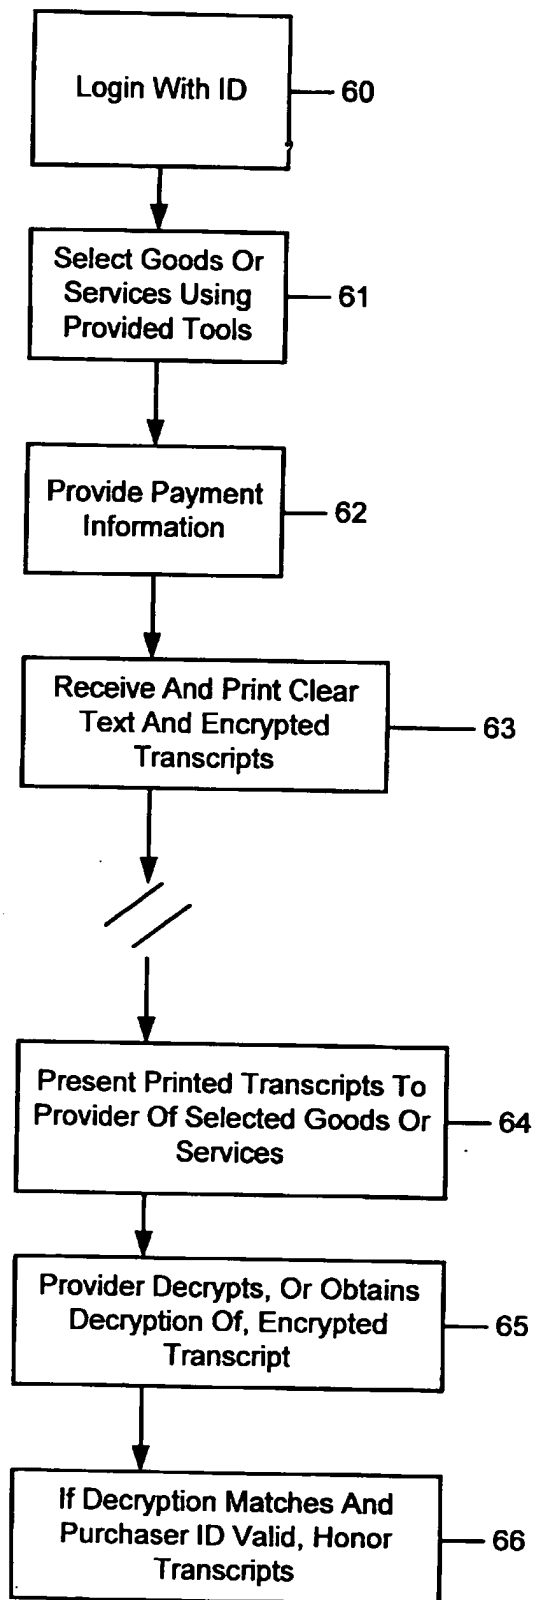 Login With ID
60
Select Goods Or
Services Using
Provided Tools
61
Provide Payment
Information
62
Receive And Print Clear
Text And Encrypted
Transcripts
63
Present Printed Transcripts To
Provider Of Selected Goods Or
Services
64
Provider Decrypts, Or Obtains
Decryption Of, Encrypted
Transcript
65
If Decryption Matches And
Purchaser ID Valid, Honor
Transcripts
66